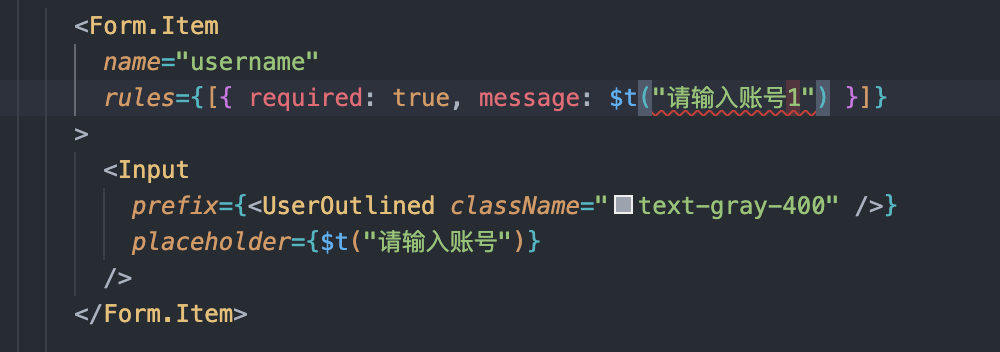 <Form.Item
name="username"
rules={[{ required: true, message: $t("请输入账号1") }]}
>
<Input
prefix={<UserOutlined className="text-gray-400" />}
placeholder={$t("请输入账号")}
/>
</Form.Item>